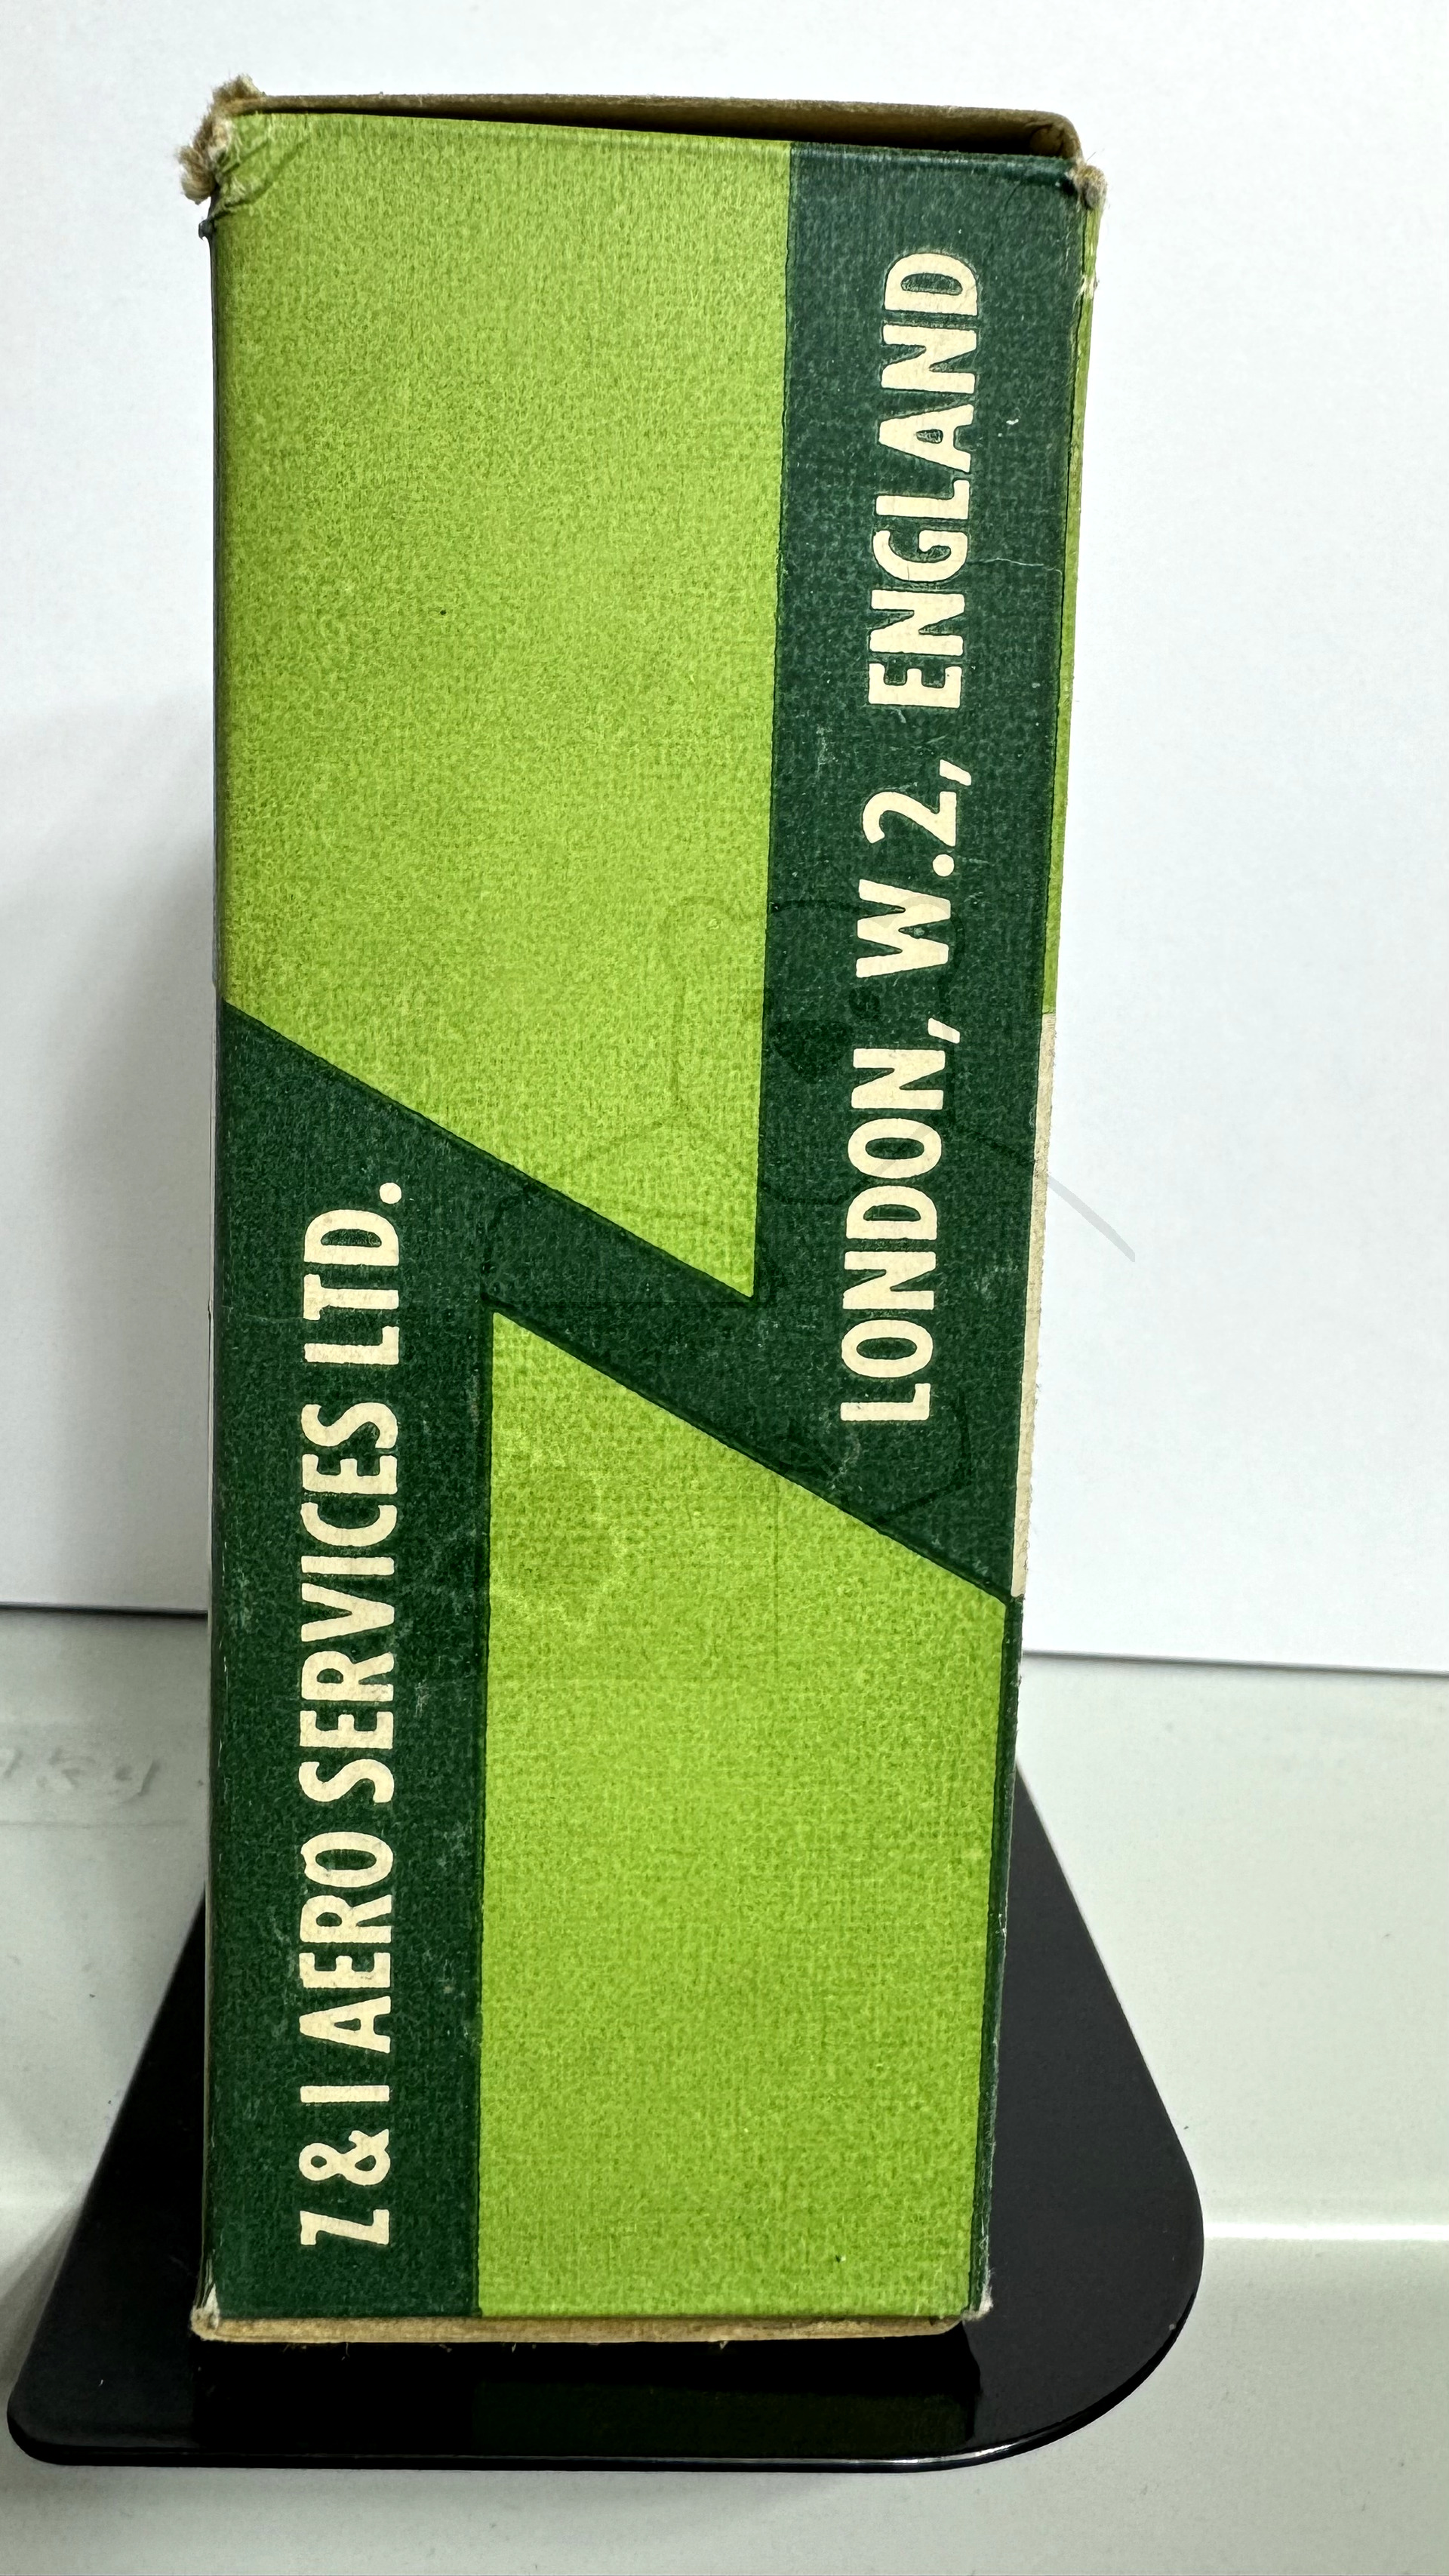 Z & I AERO SERVICES LTD.
LONDON, W.2, ENGLAND